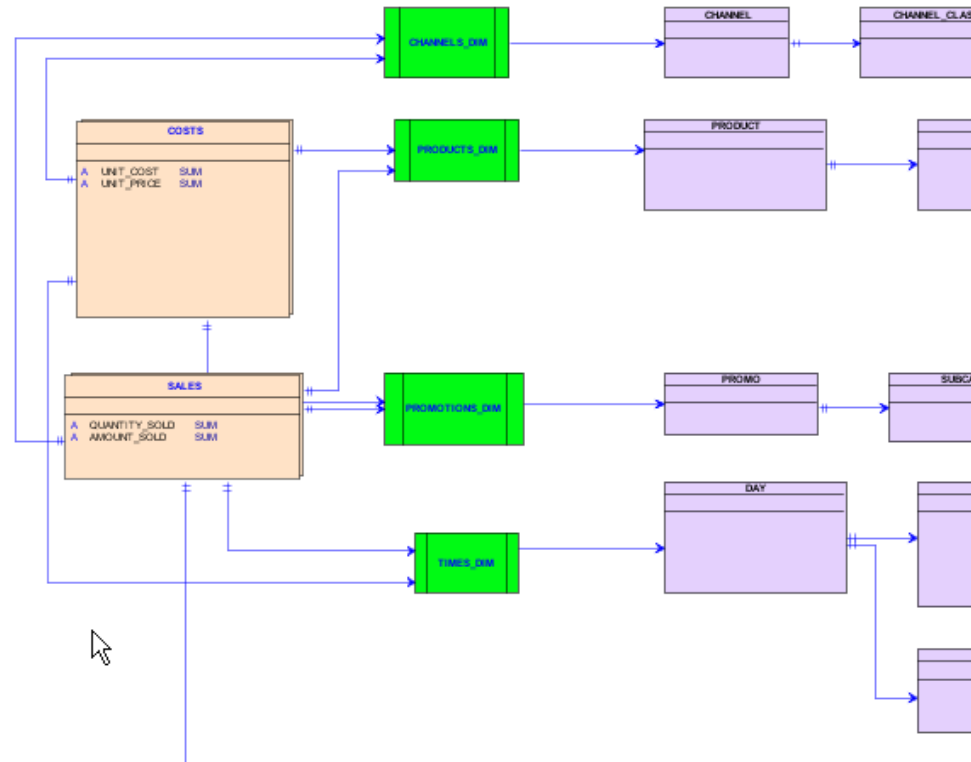 CHANNELS_DIM
CHANNEL
CHANNEL_CLAS
COSTS
A UNIT_COST SUM
A UNIT_PRICE SUM
PRODUCTS_DIM
PRODUCT
SALES
A QUANTITY_SOLD SUM
A AMOUNT_SOLD SUM
PROMOTIONS_DIM
PROMO
SUBCA
TIMES_DIM
DAY